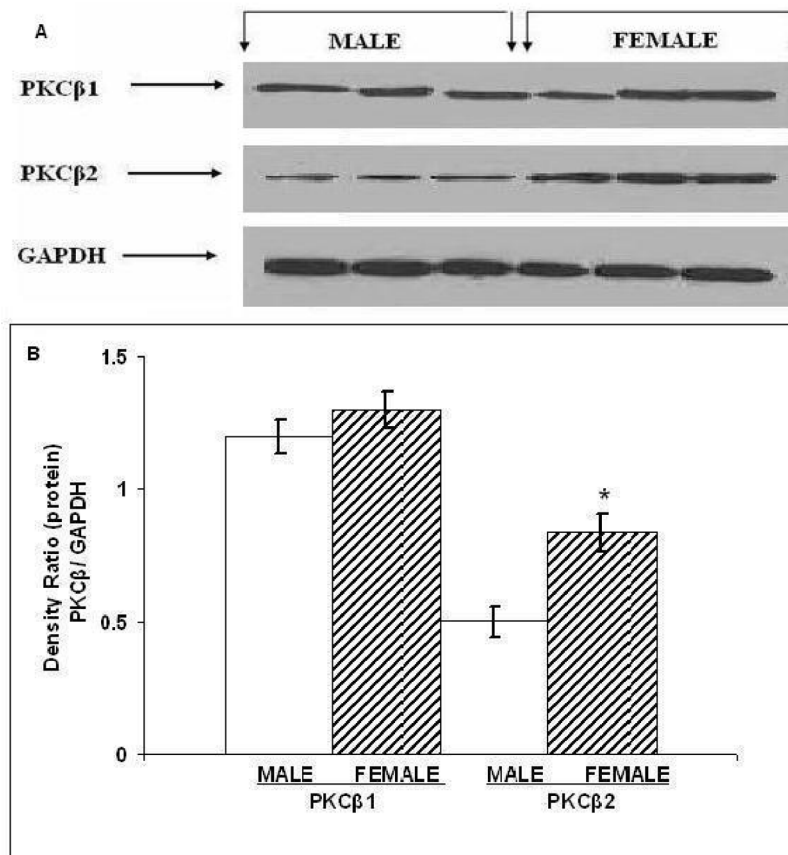 A
MALE FEMALE
PKCβ1
PKCβ2
GAPDH
B
1.5
1
0.5
0
Density Ratio (protein)
PKCβ/ GAPDH
*
MALE FEMALE MALE FEMALE
PKCβ1 PKCβ2